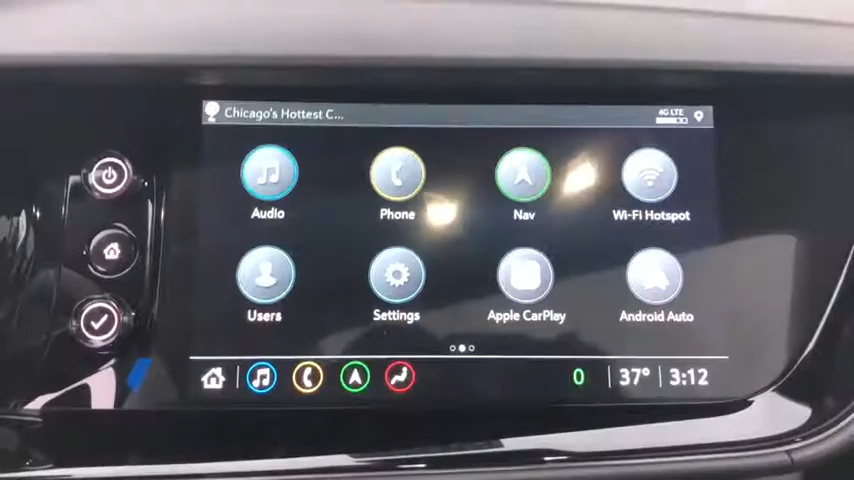 Chicago's Hottest C...
4G LTE
Audio
Phone
Nav
Wi-Fi Hotspot
Users
Settings
Apple CarPlay
Android Auto
0
37°
3:12